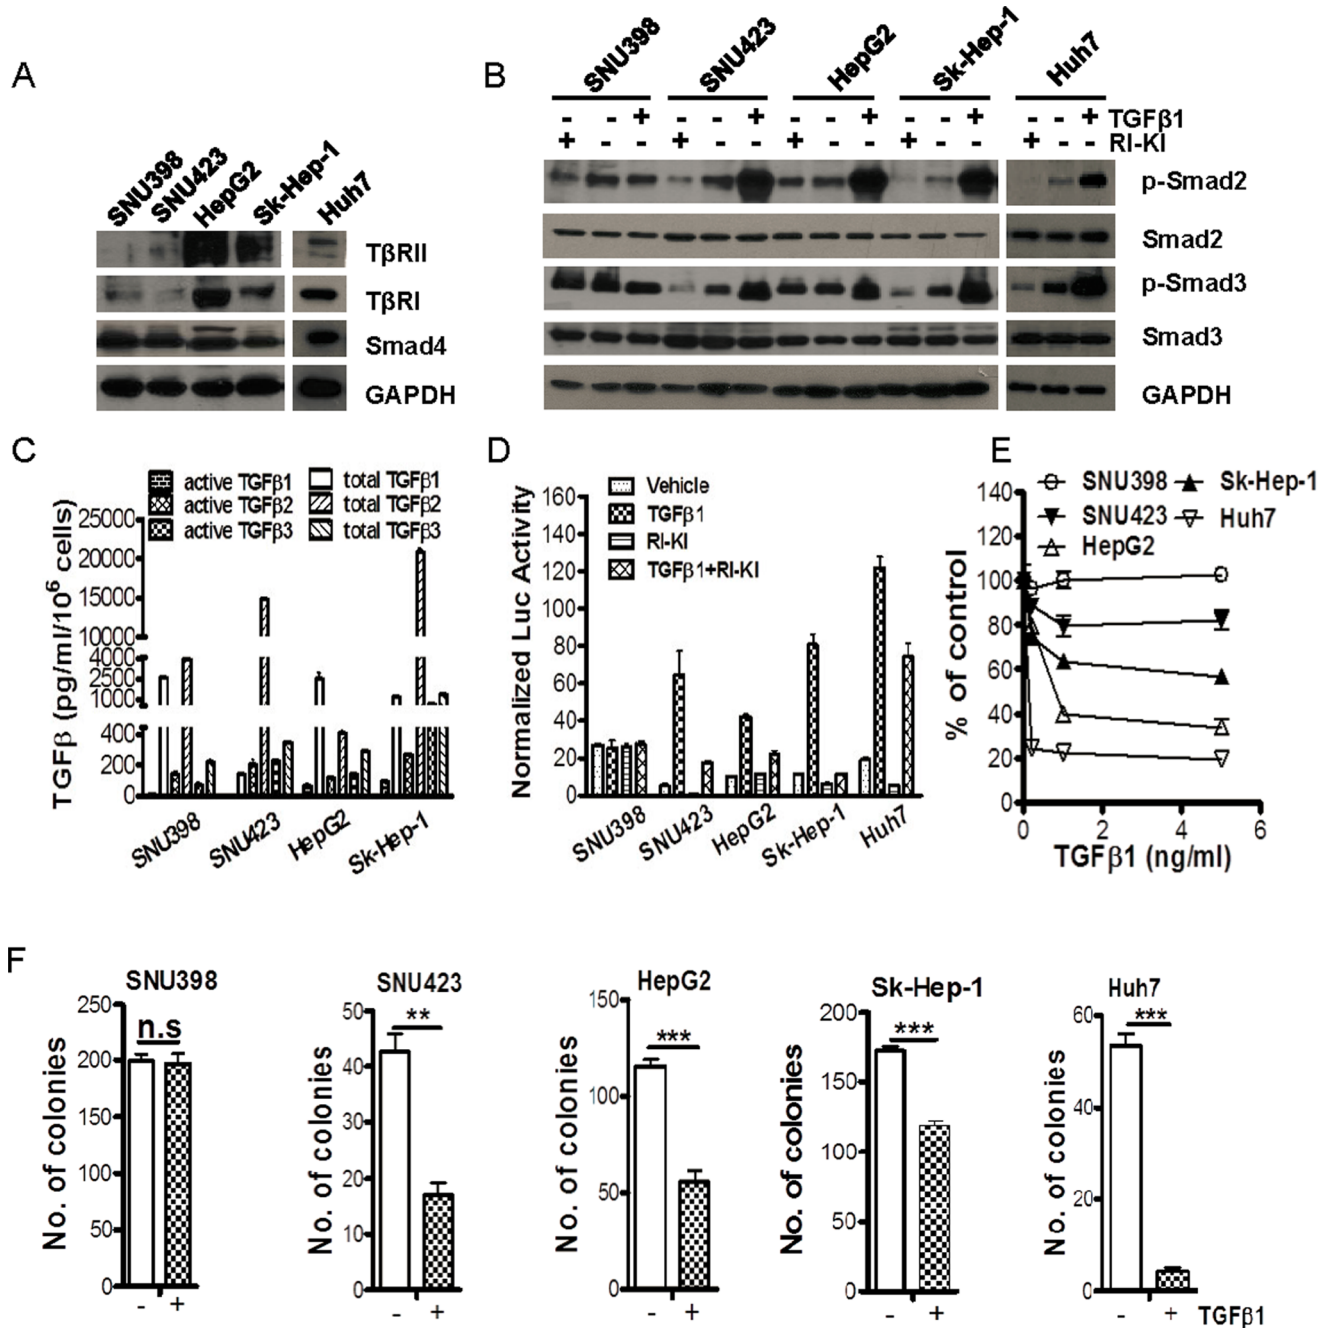 A
SNU398
SNU423
HepG2
Sk-Hep-1
Huh7
TβRII
TβRI
Smad4
GAPDH
B
SNU398
SNU423
HepG2
Sk-Hep-1
Huh7
- - + - - + - - + - - + - - + TGFβ1
+ - - + - - + - - + - - + - - RI-KI
p-Smad2
Smad2
p-Smad3
Smad3
GAPDH
C
active TGFβ1
active TGFβ2
active TGFβ3
total TGFβ1
total TGFβ2
total TGFβ3
TGFβ (pg/ml/10⁶ cells)
25000
20000
15000
10000
4000
2500
1000
400
200
0
SNU398
SNU423
HepG2
Sk-Hep-1
D
Vehicle
TGFβ1
RI-KI
TGFβ1+RI-KI
Normalized Luc Activity
160
140
120
100
80
60
40
20
0
SNU398
SNU423
HepG2
Sk-Hep-1
Huh7
E
SNU398
SNU423
HepG2
Sk-Hep-1
Huh7
% of control
140
120
100
80
60
40
20
0
0 2 4 6
TGFβ1 (ng/ml)
F
SNU398
n.s
No. of colonies
250
200
150
100
50
0
- +
SNU423
**
No. of colonies
50
40
30
20
10
0
- +
HepG2
***
No. of colonies
150
100
50
0
- +
Sk-Hep-1
***
No. of colonies
200
150
100
50
0
- +
Huh7
***
No. of colonies
60
40
20
0
- + TGFβ1